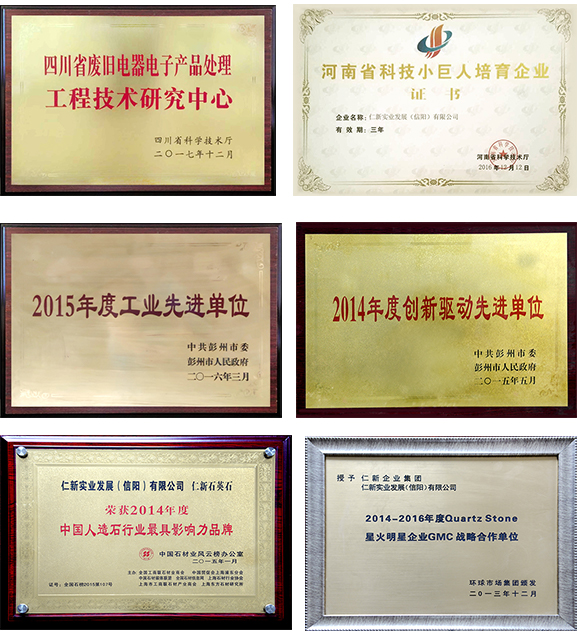 四川省废旧电器电子产品处理
工程技术研究中心
四川省科学技术厅
二〇一七年十二月
河南省科技小巨人培育企业
证 书
企业名称：仁新实业发展（信阳）有限公司
有 效 期：三年
河南省科学技术厅
2016 年 12 月 12 日
2015年度工业先进单位
中共彭州市委
彭州市人民政府
二〇一六年三月
2014年度创新驱动先进单位
中共彭州市委
彭州市人民政府
二〇一五年五月
仁新实业发展（信阳）有限公司 仁新石英石
荣获2014年度
中国人造石行业最具影响力品牌
中国石材业风云榜办公室
二〇一五年一月
授 予 仁 新 企 业 集 团
仁新实业发展(信阳)有限公司
2014-2016年度Quartz Stone
星火明星企业GMC 战略合作单位
环球市场集团颁发
二〇一三年十二月